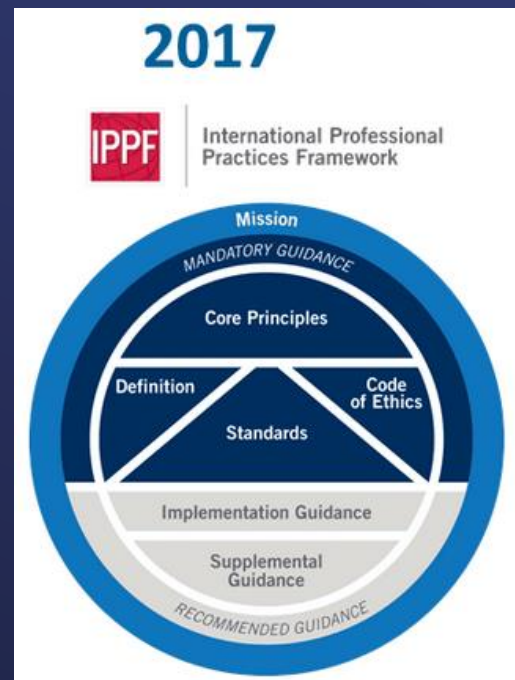 2017
IPPF
International Professional
Practices Framework
Mission
MANDATORY GUIDANCE
Core Principles
Definition
Code
of Ethics
Standards
Implementation Guidance
Supplemental
Guidance
RECOMMENDED GUIDANCE